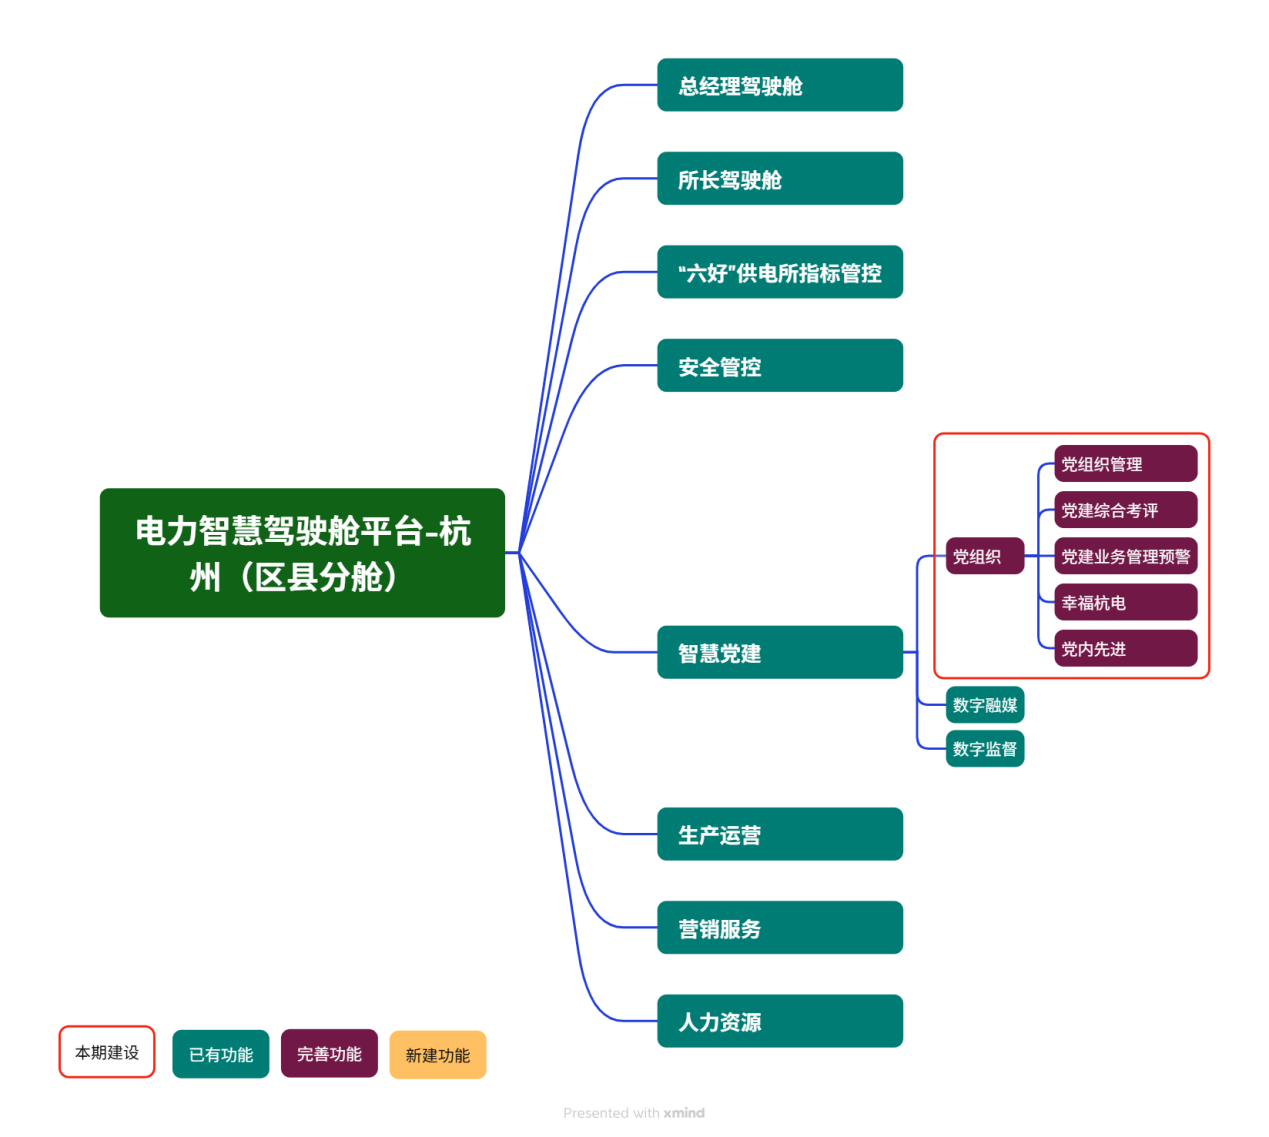 总经理驾驶舱
所长驾驶舱
“六好”供电所指标管控
安全管控
电力智慧驾驶舱平台-杭
州（区县分舱）
智慧党建
党组织
党组织管理
党建综合考评
党建业务管理预警
幸福杭电
党内先进
数字融媒
数字监督
生产运营
营销服务
人力资源
本期建设
已有功能
完善功能
新建功能
Presented with xmind